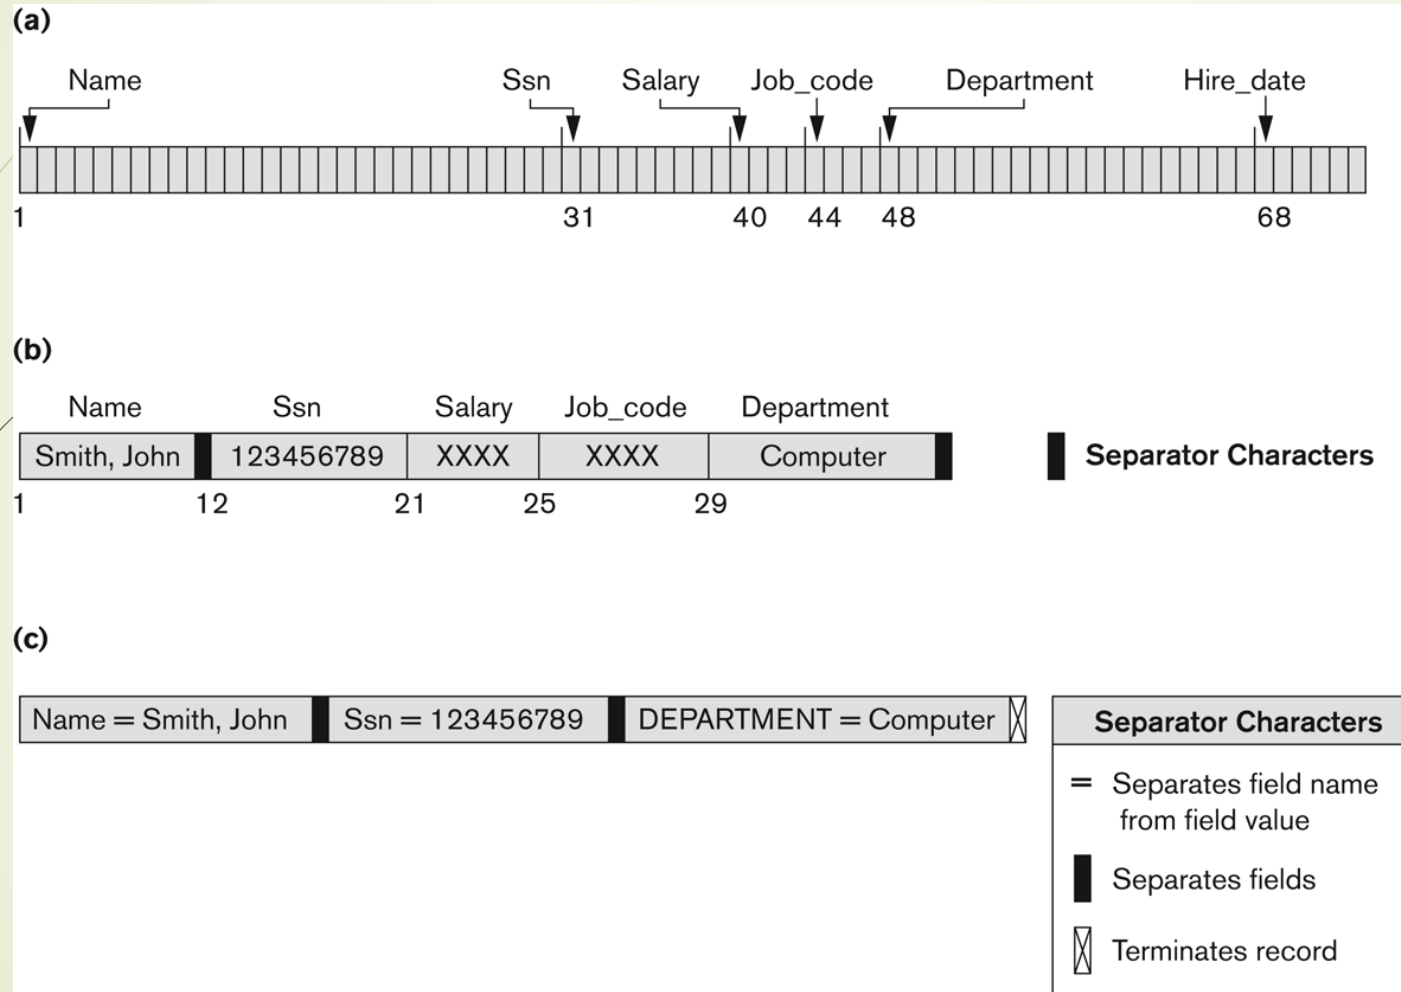 (a)
Name Ssn Salary Job_code Department Hire_date
1 31 40 44 48 68
(b)
Name Ssn Salary Job_code Department
Smith, John 123456789 XXXX XXXX Computer
Separator Characters
1 12 21 25 29
(c)
Name = Smith, John Ssn = 123456789 DEPARTMENT = Computer
Separator Characters
= Separates field name
from field value
Separates fields
Terminates record